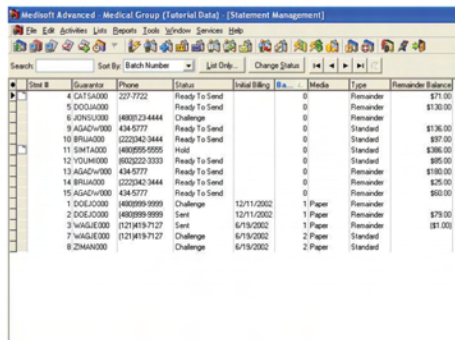 Medisoft Advanced - Medical Group (Tutorial Data) - [Statement Management]
File Edit Activities Lists Reports Tools Window Services Help
Search: Sort By: Batch Number List Only... Change Status
Stmt # Guarantor Phone Status Initial Billing Ba... Media Type Remainder Balance
4 CATSA000 227-7722 Ready To Send 0 Remainder $71.00
5 DOOJA000 Ready To Send 0 Remainder $130.00
6 JONSU000 (480)123-4444 Challenge 0 Remainder
9 AGADW000 434-5777 Ready To Send 0 Standard $136.00
10 BRIJA000 (222)342-3444 Ready To Send 0 Standard $97.00
11 SIMTA000 (480)555-5555 Hold 0 Standard $386.00
12 YOUMI000 (602)222-3333 Ready To Send 0 Standard $85.00
13 AGADW000 434-5777 Ready To Send 0 Remainder $180.00
14 BRIJA000 (222)342-3444 Ready To Send 0 Remainder $25.00
15 AGADW000 434-5777 Ready To Send 0 Remainder $60.00
1 DOEJO000 (480)999-9999 Challenge 12/11/2002 1 Paper Remainder
2 DOEJO000 (480)999-9999 Sent 12/11/2002 1 Paper Remainder $79.00
3 WAGJE000 (121)419-7127 Sent 6/19/2002 1 Paper Remainder ($1.00)
7 WAGJE000 (121)419-7127 Challenge 6/19/2002 2 Paper Standard
8 ZIMAN000 Challenge 6/19/2002 2 Paper Standard